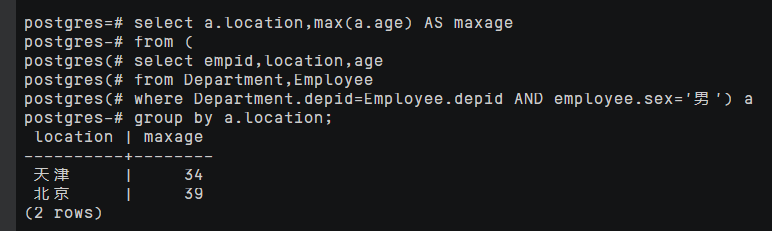 postgres=# select a.location,max(a.age) AS maxage
postgres-# from (
postgres(# select empid,location,age
postgres(# from Department,Employee
postgres(# where Department.depid=Employee.depid AND employee.sex='男') a
postgres-# group by a.location;
 location | maxage
----------+--------
 天津     |     34
 北京     |     39
(2 rows)